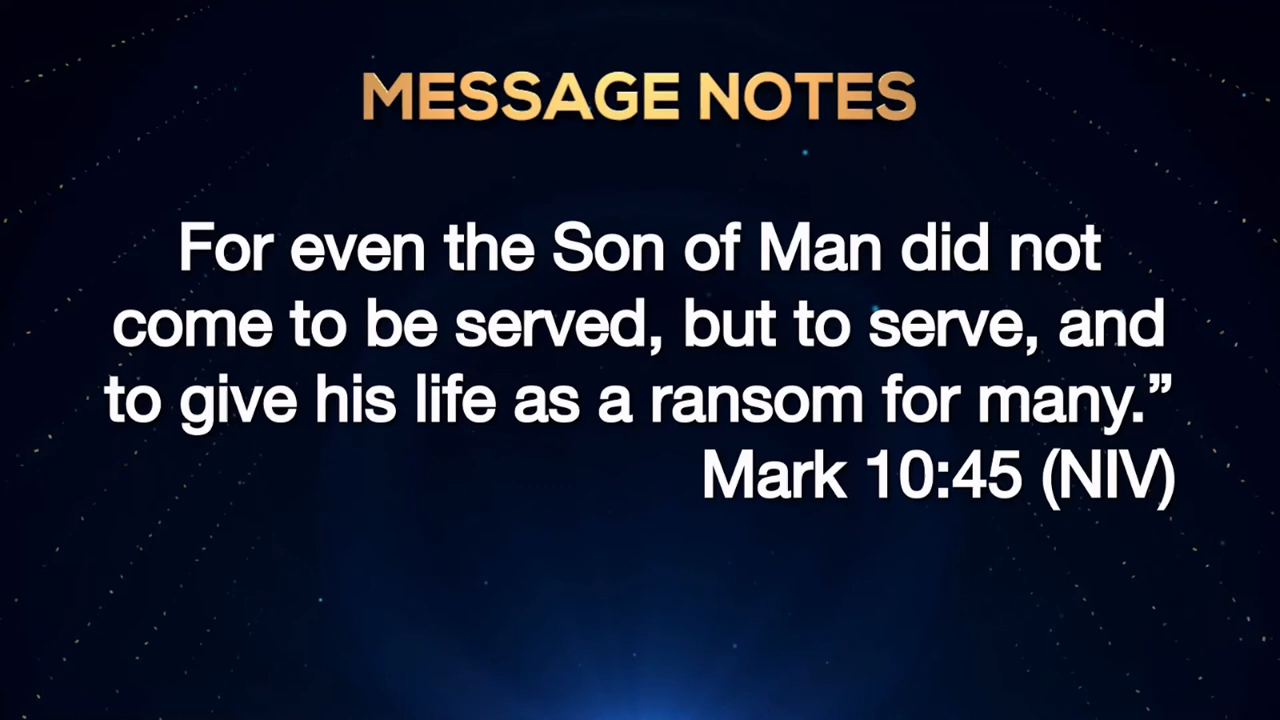 MESSAGE NOTES
For even the Son of Man did not
come to be served, but to serve, and
to give his life as a ransom for many.”
Mark 10:45 (NIV)